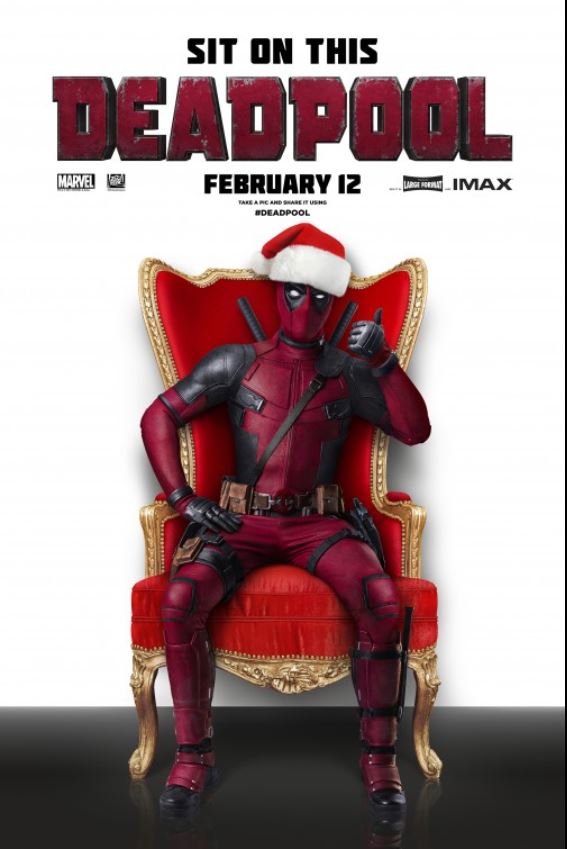 SIT ON THIS
DEADPOOL
MARVEL
FEBRUARY 12
LARGE FORMAT
IMAX
TAKE A PIC AND SHARE IT USING
#DEADPOOL